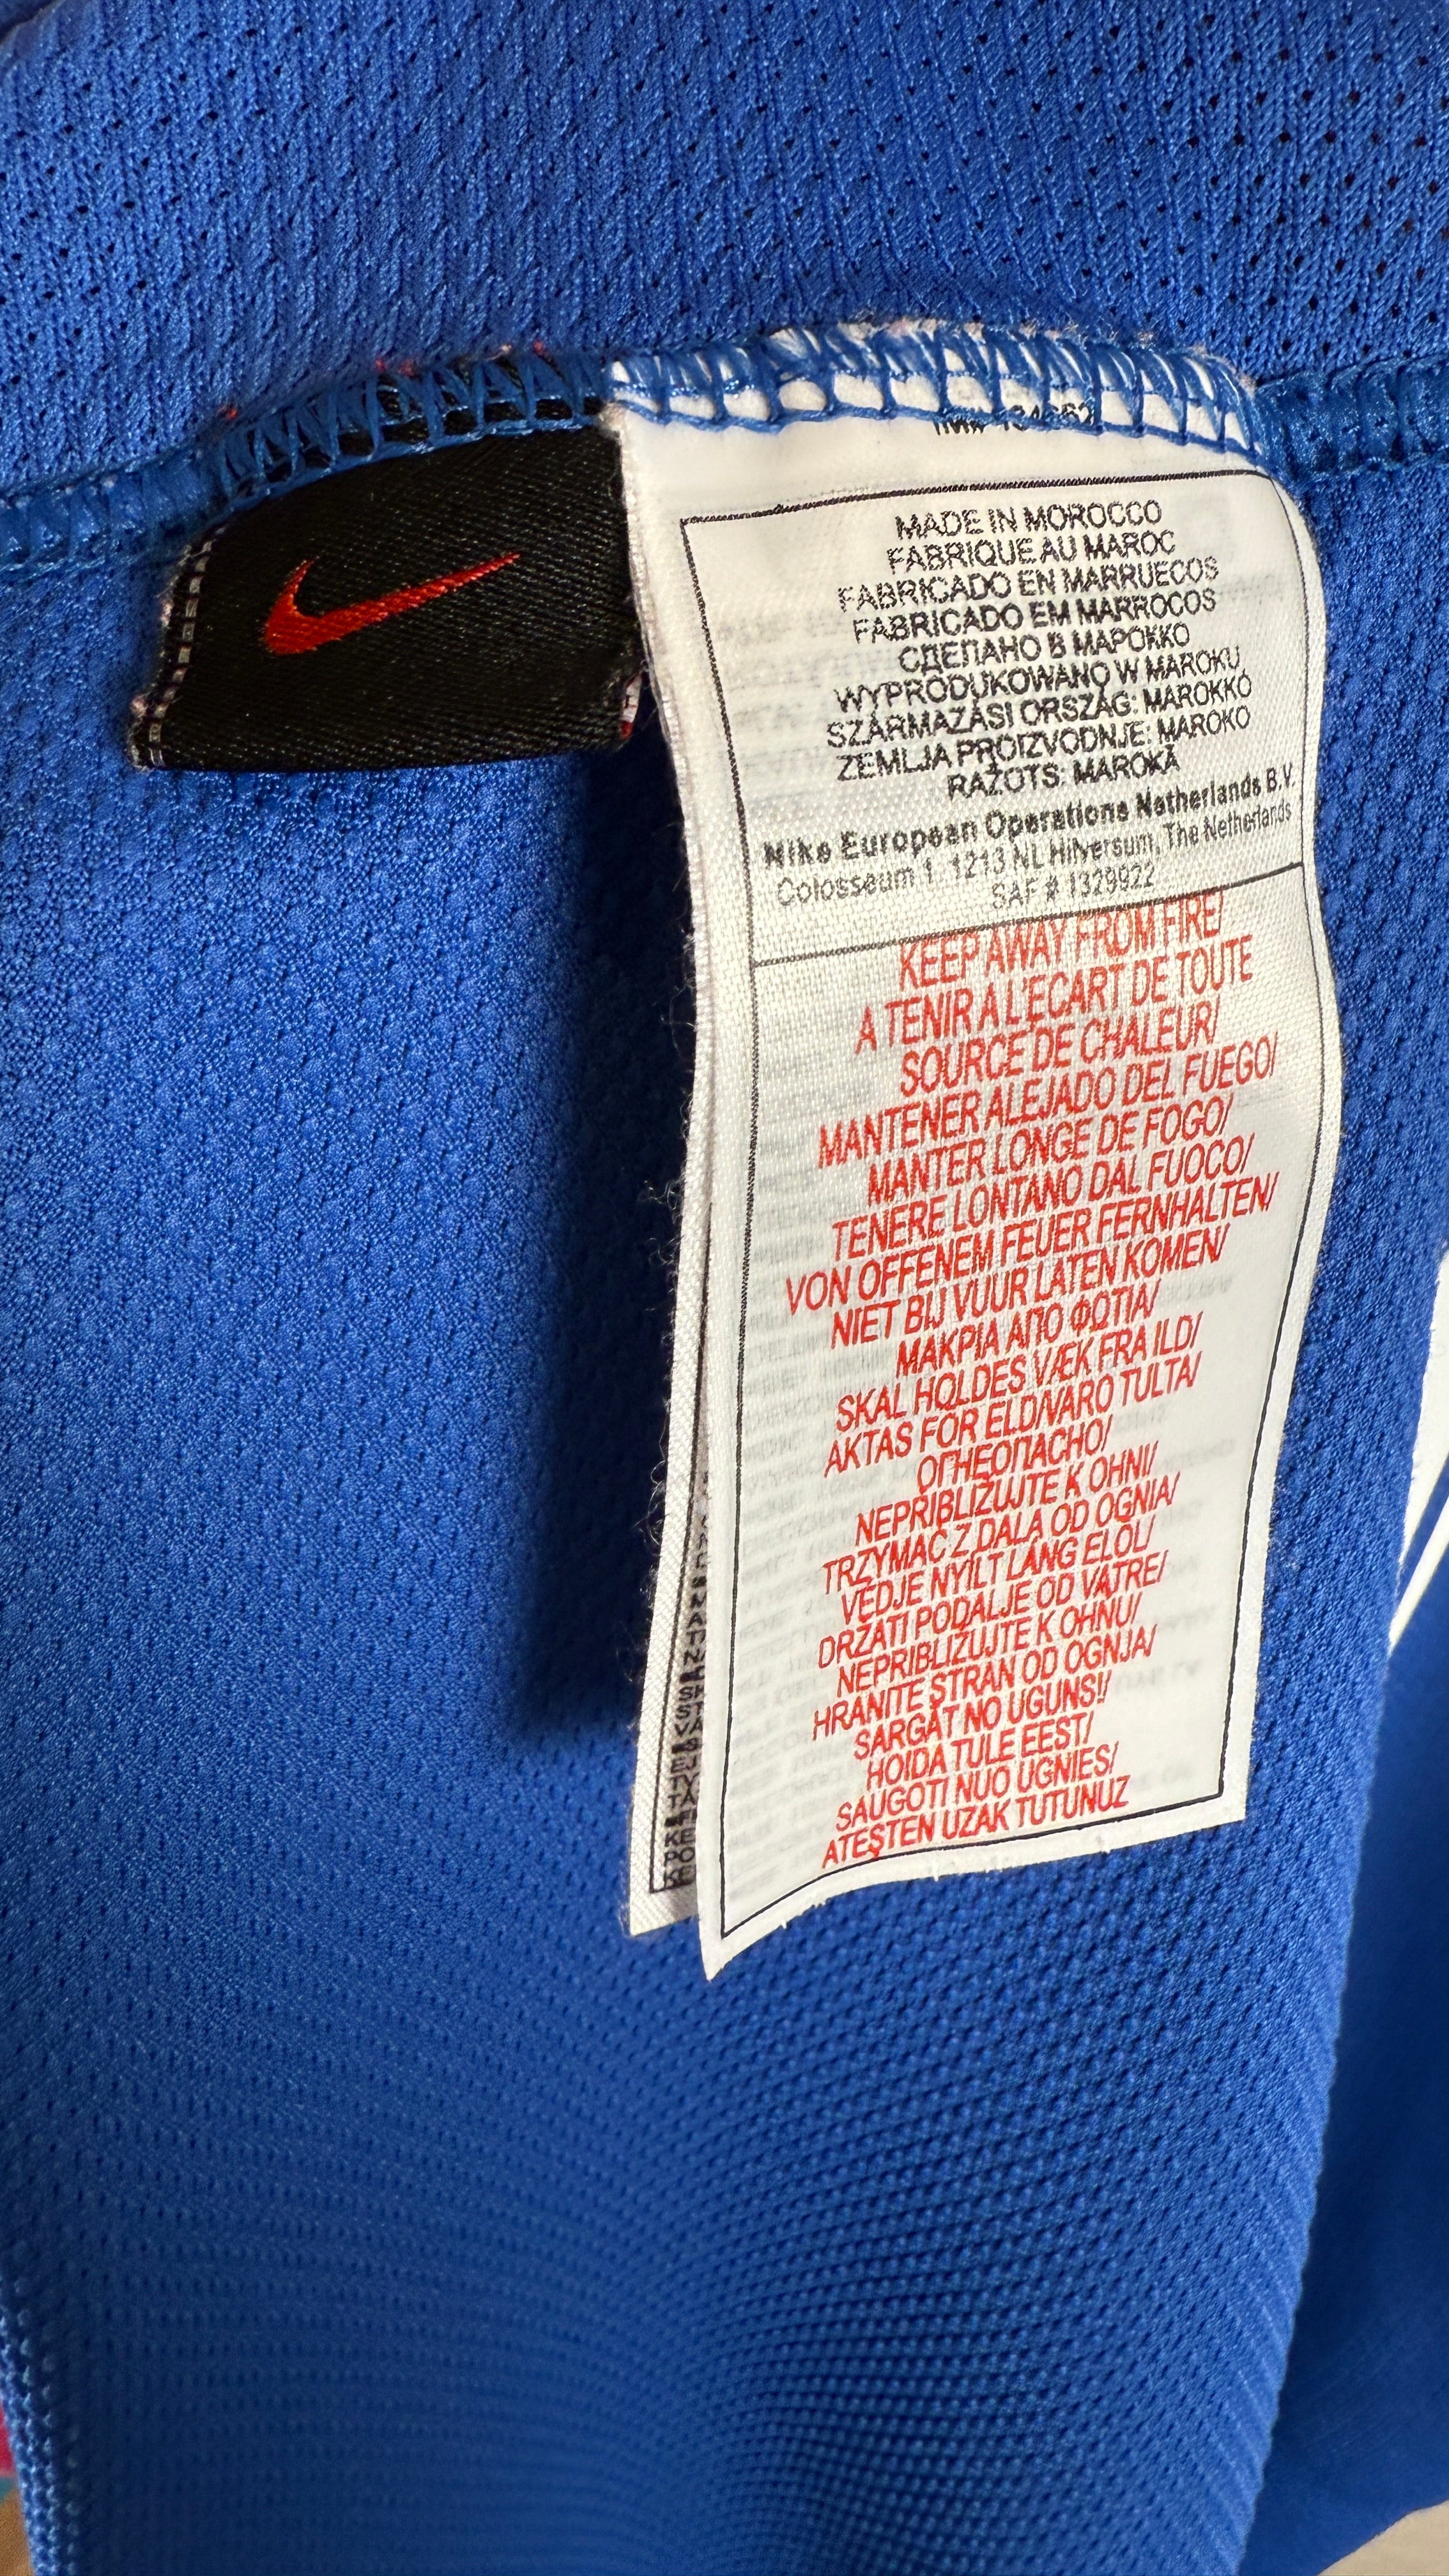 MADE IN MOROCCO
FABRIQUE AU MAROC
FABRICADO EN MARRUECOS
FABRICADO EM MARROCOS
СДЕЛАНО В МАРОККО
WYPRODUKOWANO W MAROKU
SZÁRMAZÁSI ORSZÁG: MAROKKÓ
ZEMLJA PROIZVODNJE: MAROKO
RAŽOTS: MAROKĀ
Nike European Operations Netherlands B.V.
Colosseum 1, 1213 NL Hilversum, The Netherlands
SAF # 1329922
KEEP AWAY FROM FIRE/
A TENIR A L'ECART DE TOUTE
SOURCE DE CHALEUR/
MANTENER ALEJADO DEL FUEGO/
MANTER LONGE DE FOGO/
TENERE LONTANO DAL FUOCO/
VON OFFENEM FEUER FERNHALTEN/
NIET BIJ VUUR LATEN KOMEN/
ΜΑΚΡΙΑ ΑΠΟ ΦΩΤΙΑ/
SKAL HOLDES VÆK FRA ILD/
AKTAS FOR ELD/VARO TULTA/
ОГНЕОПАСНО/
NEPRIBLIŽUJTE K OHNI/
TRZYMAĆ Z DALA OD OGNIA/
VÉDJE NYÍLT LÁNG ELÖL/
DRŽATI PODALJE OD VATRE/
NEPRIBLIŽUJTE K OHŇU/
HRANITE STRAN OD OGNJA/
SARGĀT NO UGUNS!/
HOIDA TULE EEST/
SAUGOTI NUO UGNIES/
ATEŞTEN UZAK TUTUNUZ